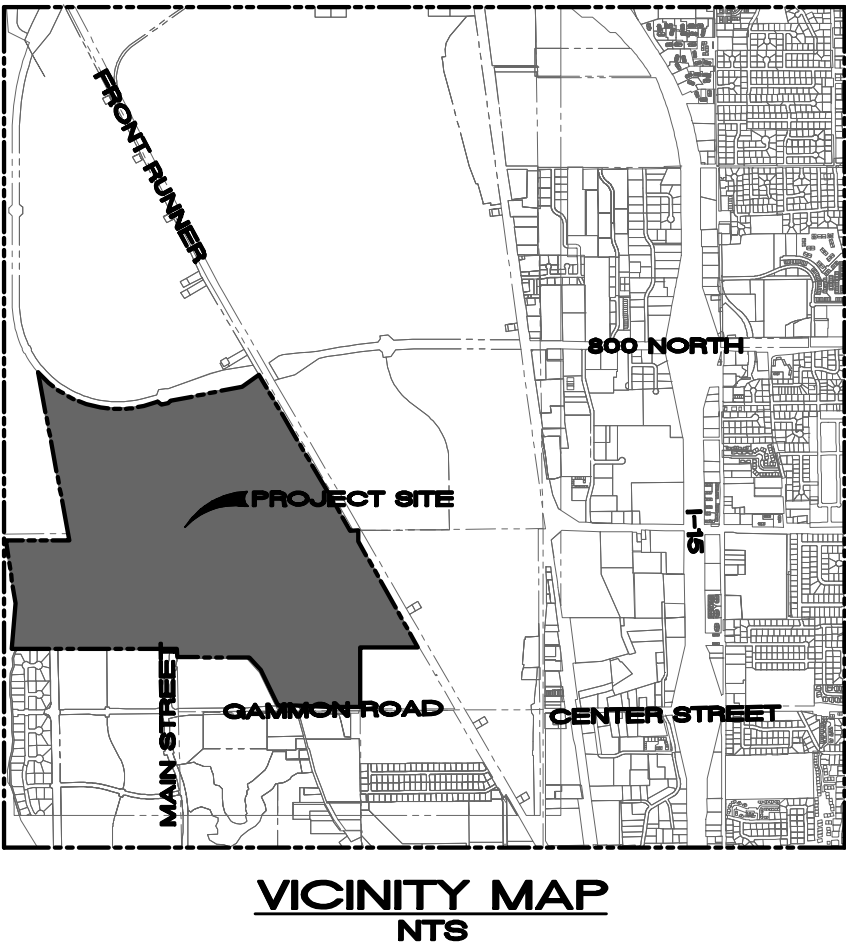 FRONT RUNNER
800 NORTH
PROJECT SITE
I-15
MAIN STREET
GAMMON ROAD
CENTER STREET
VICINITY MAP
NTS